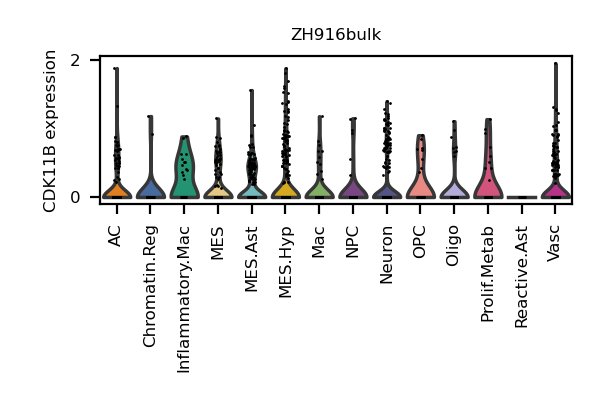 ZH916bulk
CDK11B expression
2
0
AC
Chromatin.Reg
Inflammatory.Mac
MES
MES.Ast
MES.Hyp
Mac
NPC
Neuron
OPC
Oligo
Prolif.Metab
Reactive.Ast
Vasc